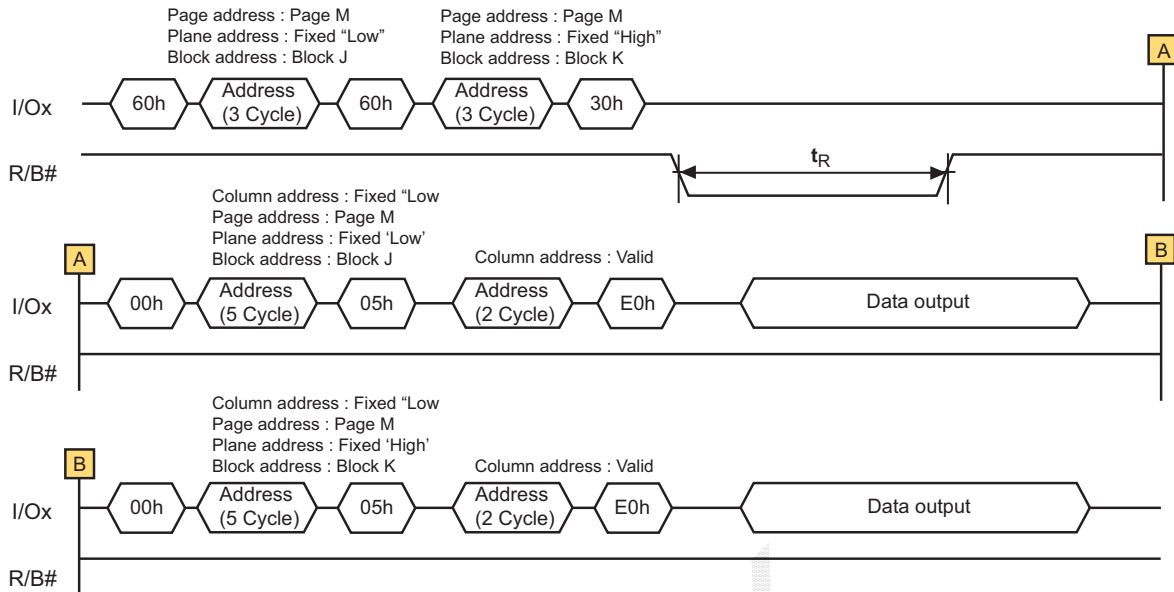 Page address : Page M
Plane address : Fixed “Low”
Block address : Block J
Page address : Page M
Plane address : Fixed “High”
Block address : Block K
A
I/Ox
60h
Address
(3 Cycle)
60h
Address
(3 Cycle)
30h
R/B#
tR
Column address : Fixed “Low
Page address : Page M
Plane address : Fixed ‘Low’
Block address : Block J
Column address : Valid
A
B
I/Ox
00h
Address
(5 Cycle)
05h
Address
(2 Cycle)
E0h
Data output
R/B#
Column address : Fixed “Low
Page address : Page M
Plane address : Fixed ‘High’
Block address : Block K
Column address : Valid
B
I/Ox
00h
Address
(5 Cycle)
05h
Address
(2 Cycle)
E0h
Data output
R/B#